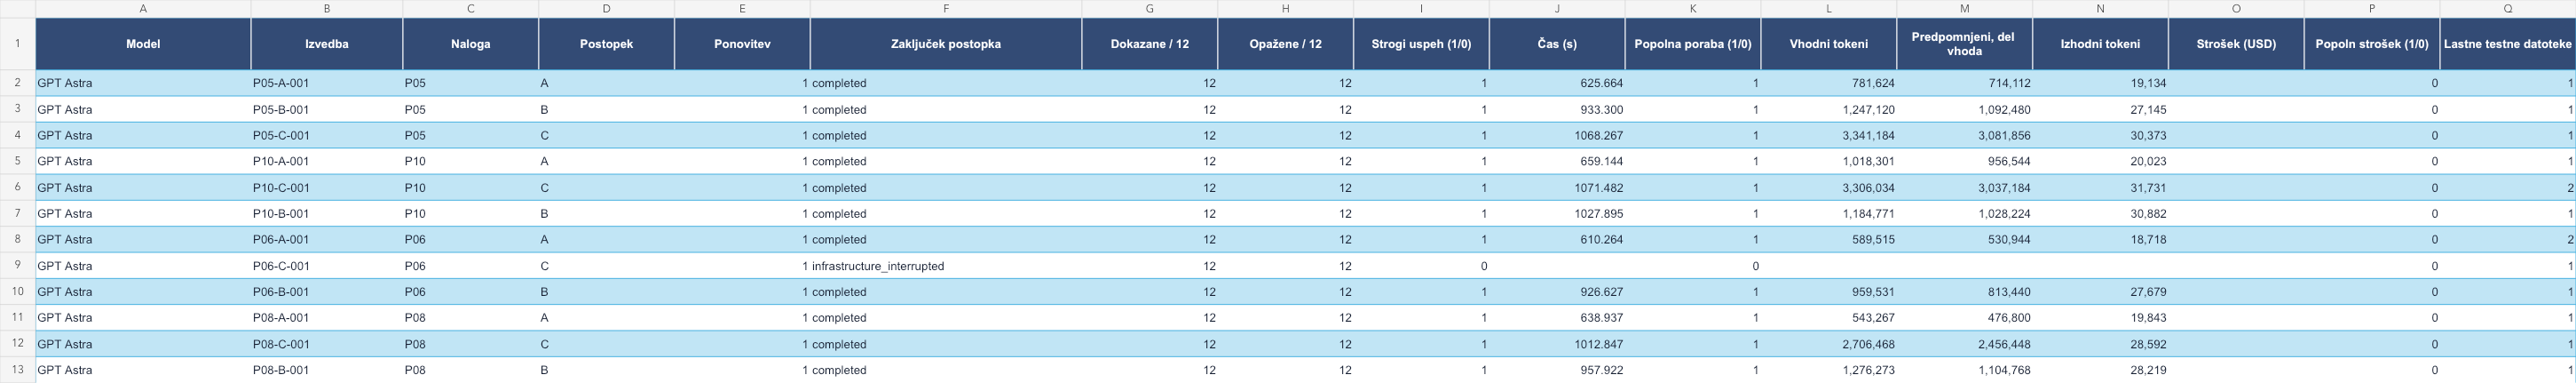 A B C D E F G H I J K L M N O P Q
1 Model Izvedba Naloga Postopek Ponovitev Zaključek postopka Dokazane / 12 Opažene / 12 Strogi uspeh (1/0) Čas (s) Popolna poraba (1/0) Vhodni tokeni Predpomnjeni, del vhoda Izhodni tokeni Strošek (USD) Popoln strošek (1/0) Lastne testne datoteke
2 GPT Astra P05-A-001 P05 A 1 completed 12 12 1 625.664 1 781,624 714,112 19,134 0 1
3 GPT Astra P05-B-001 P05 B 1 completed 12 12 1 933.300 1 1,247,120 1,092,480 27,145 0 1
4 GPT Astra P05-C-001 P05 C 1 completed 12 12 1 1068.267 1 3,341,184 3,081,856 30,373 0 1
5 GPT Astra P10-A-001 P10 A 1 completed 12 12 1 659.144 1 1,018,301 956,544 20,023 0 1
6 GPT Astra P10-C-001 P10 C 1 completed 12 12 1 1071.482 1 3,306,034 3,037,184 31,731 0 2
7 GPT Astra P10-B-001 P10 B 1 completed 12 12 1 1027.895 1 1,184,771 1,028,224 30,882 0 1
8 GPT Astra P06-A-001 P06 A 1 completed 12 12 1 610.264 1 589,515 530,944 18,718 0 2
9 GPT Astra P06-C-001 P06 C 1 infrastructure_interrupted 12 12 0 0 0 1
10 GPT Astra P06-B-001 P06 B 1 completed 12 12 1 926.627 1 959,531 813,440 27,679 0 1
11 GPT Astra P08-A-001 P08 A 1 completed 12 12 1 638.937 1 543,267 476,800 19,843 0 1
12 GPT Astra P08-C-001 P08 C 1 completed 12 12 1 1012.847 1 2,706,468 2,456,448 28,592 0 1
13 GPT Astra P08-B-001 P08 B 1 completed 12 12 1 957.922 1 1,276,273 1,104,768 28,219 0 1